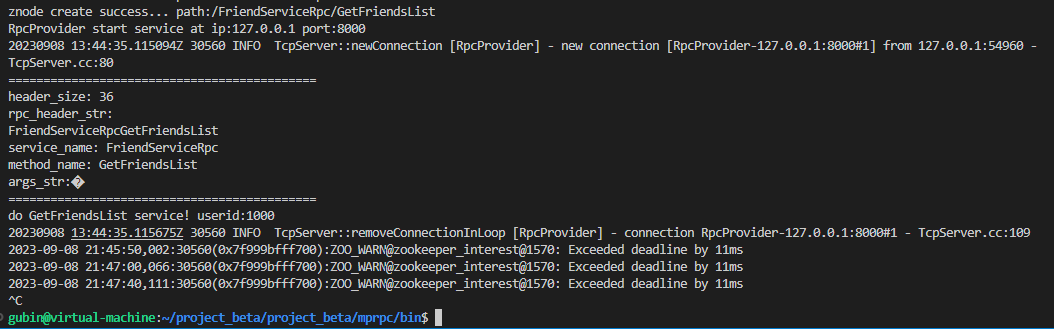 znode create success... path:/FriendServiceRpc/GetFriendsList
RpcProvider start service at ip:127.0.0.1 port:8000
20230908 13:44:35.115094Z 30560 INFO  TcpServer::newConnection [RpcProvider] - new connection [RpcProvider-127.0.0.1:8000#1] from 127.0.0.1:54960 -
TcpServer.cc:80
============================================
header_size: 36
rpc_header_str:
FriendServiceRpcGetFriendsList
service_name: FriendServiceRpc
method_name: GetFriendsList
args_str:�
============================================
do GetFriendsList service! userid:1000
20230908 13:44:35.115675Z 30560 INFO  TcpServer::removeConnectionInLoop [RpcProvider] - connection RpcProvider-127.0.0.1:8000#1 - TcpServer.cc:109
2023-09-08 21:45:50,002:30560(0x7f999bfff700):ZOO_WARN@zookeeper_interest@1570: Exceeded deadline by 11ms
2023-09-08 21:47:00,066:30560(0x7f999bfff700):ZOO_WARN@zookeeper_interest@1570: Exceeded deadline by 11ms
2023-09-08 21:47:40,111:30560(0x7f999bfff700):ZOO_WARN@zookeeper_interest@1570: Exceeded deadline by 11ms
^C
gubin@virtual-machine:~/project_beta/project_beta/mprpc/bin$